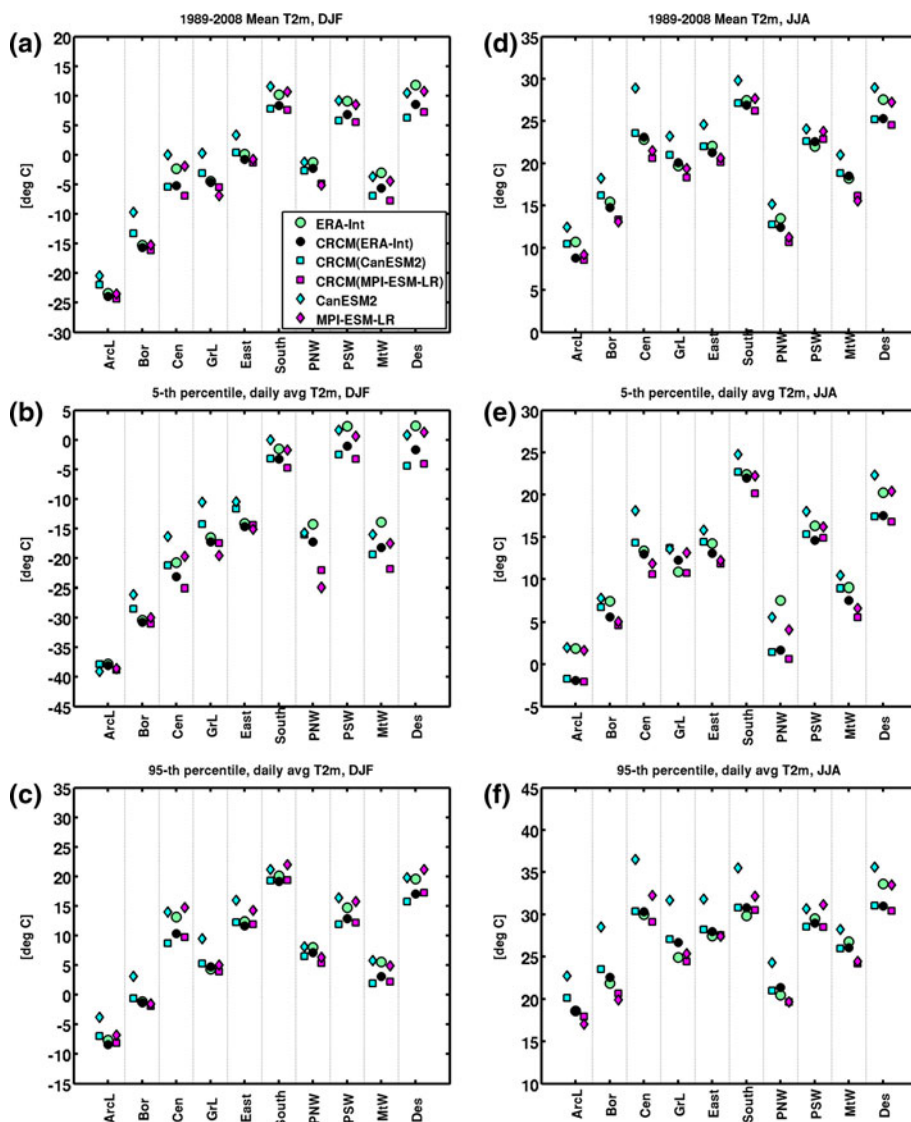 1989-2008 Mean T2m, DJF
(a)
20
15
10
5
0
-5
-10
-15
-20
-25
-30
[deg C]
ERA-Int
CRCM(ERA-Int)
CRCM(CanESM2)
CRCM(MPI-ESM-LR)
CanESM2
MPI-ESM-LR
ArcL
Bor
Cen
GrL
East
South
PNW
PSW
MtW
Des
1989-2008 Mean T2m, JJA
(d)
35
30
25
20
15
10
5
0
[deg C]
ArcL
Bor
Cen
GrL
East
South
PNW
PSW
MtW
Des
5-th percentile, daily avg T2m, DJF
(b)
5
0
-5
-10
-15
-20
-25
-30
-35
-40
-45
[deg C]
ArcL
Bor
Cen
GrL
East
South
PNW
PSW
MtW
Des
5-th percentile, daily avg T2m, JJA
(e)
30
25
20
15
10
5
0
-5
[deg C]
ArcL
Bor
Cen
GrL
East
South
PNW
PSW
MtW
Des
95-th percentile, daily avg T2m, DJF
(c)
35
30
25
20
15
10
5
0
-5
-10
-15
[deg C]
ArcL
Bor
Cen
GrL
East
South
PNW
PSW
MtW
Des
95-th percentile, daily avg T2m, JJA
(f)
45
40
35
30
25
20
15
10
[deg C]
ArcL
Bor
Cen
GrL
East
South
PNW
PSW
MtW
Des